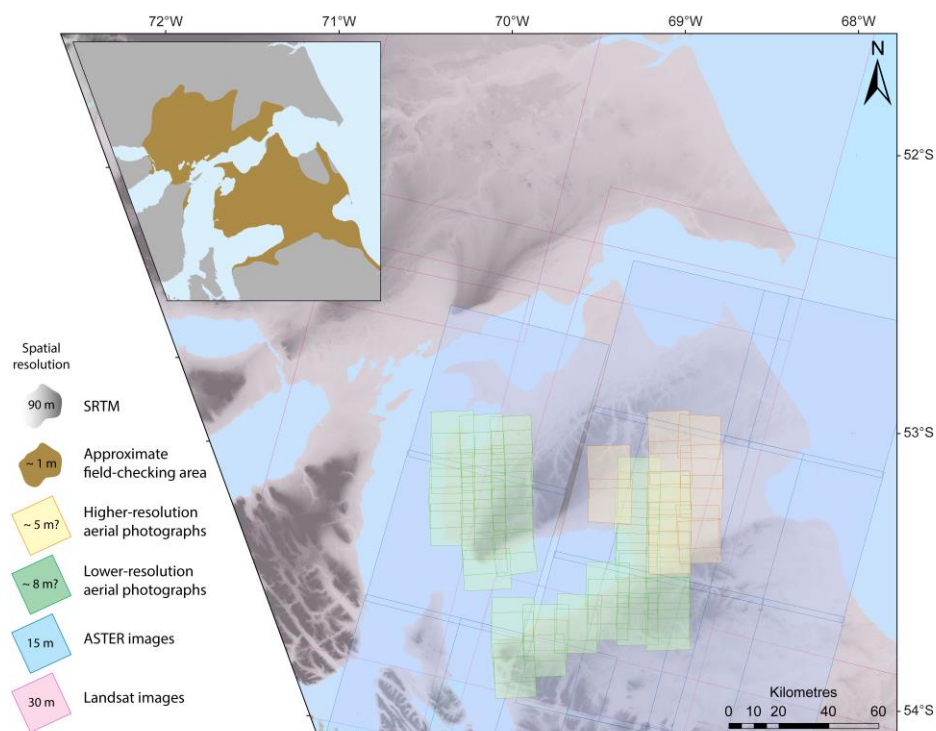 72°W
71°W
70°W
69°W
68°W
N
52°S
53°S
54°S
Spatial
resolution
90 m
SRTM
~ 1 m
Approximate
field-checking area
~ 5 m?
Higher-resolution
aerial photographs
~ 8 m?
Lower-resolution
aerial photographs
15 m
ASTER images
30 m
Landsat images
Kilometres
0 10 20 40 60